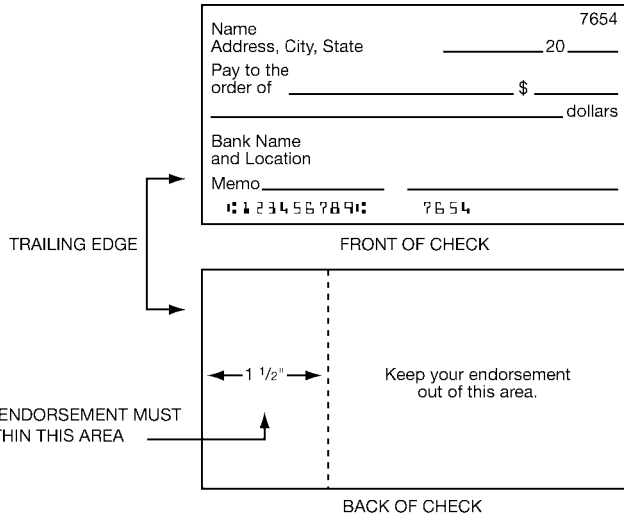 7654
Name
Address, City, State 20
Pay to the
order of $
dollars
Bank Name
and Location
Memo
⑆123456789⑆ 7654
TRAILING EDGE
FRONT OF CHECK
1 1/2"
Keep your endorsement
out of this area.
ENDORSEMENT MUST
THIN THIS AREA
BACK OF CHECK